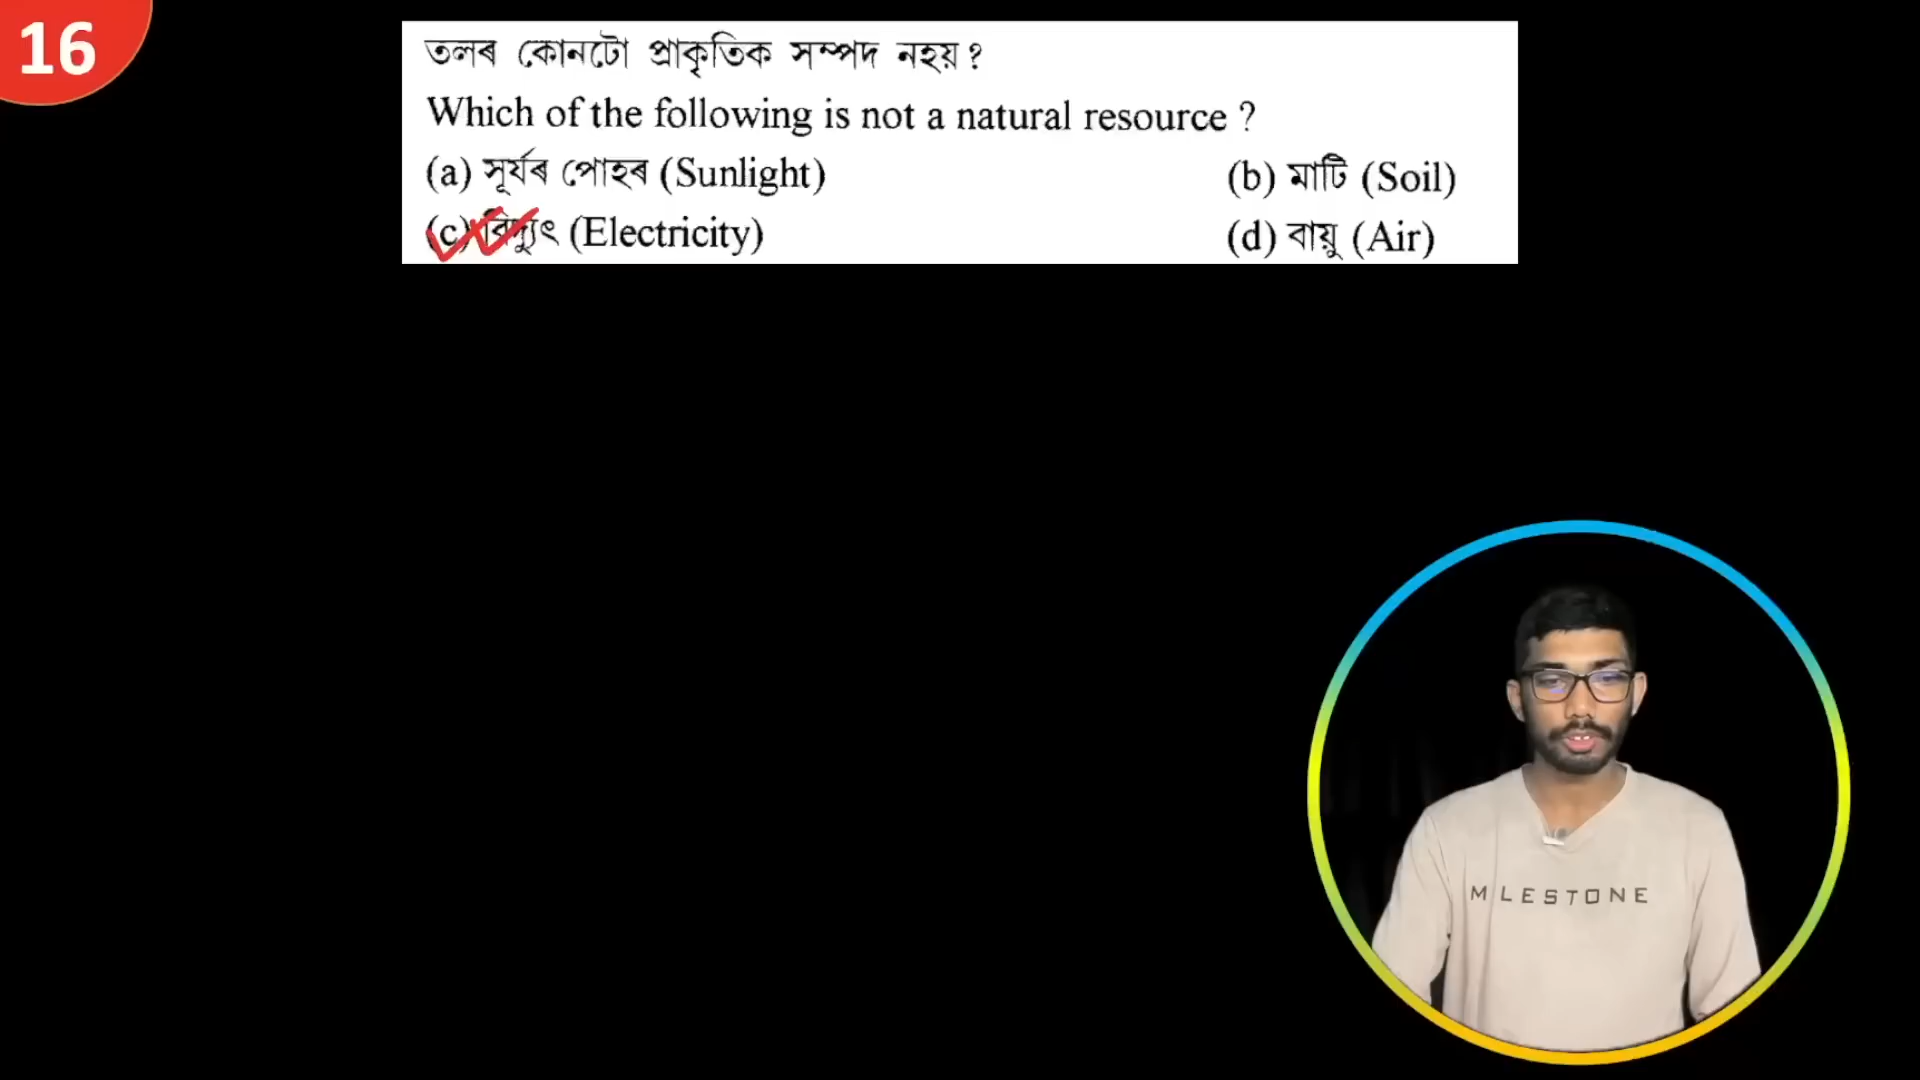 16
তলৰ কোনটো প্ৰাকৃতিক সম্পদ নহয় ?
Which of the following is not a natural resource ?
(a) সূৰ্যৰ পোহৰ (Sunlight) (b) মাটি (Soil)
(c) বিদ্যুৎ (Electricity) (d) বায়ু (Air)
MLESTONE